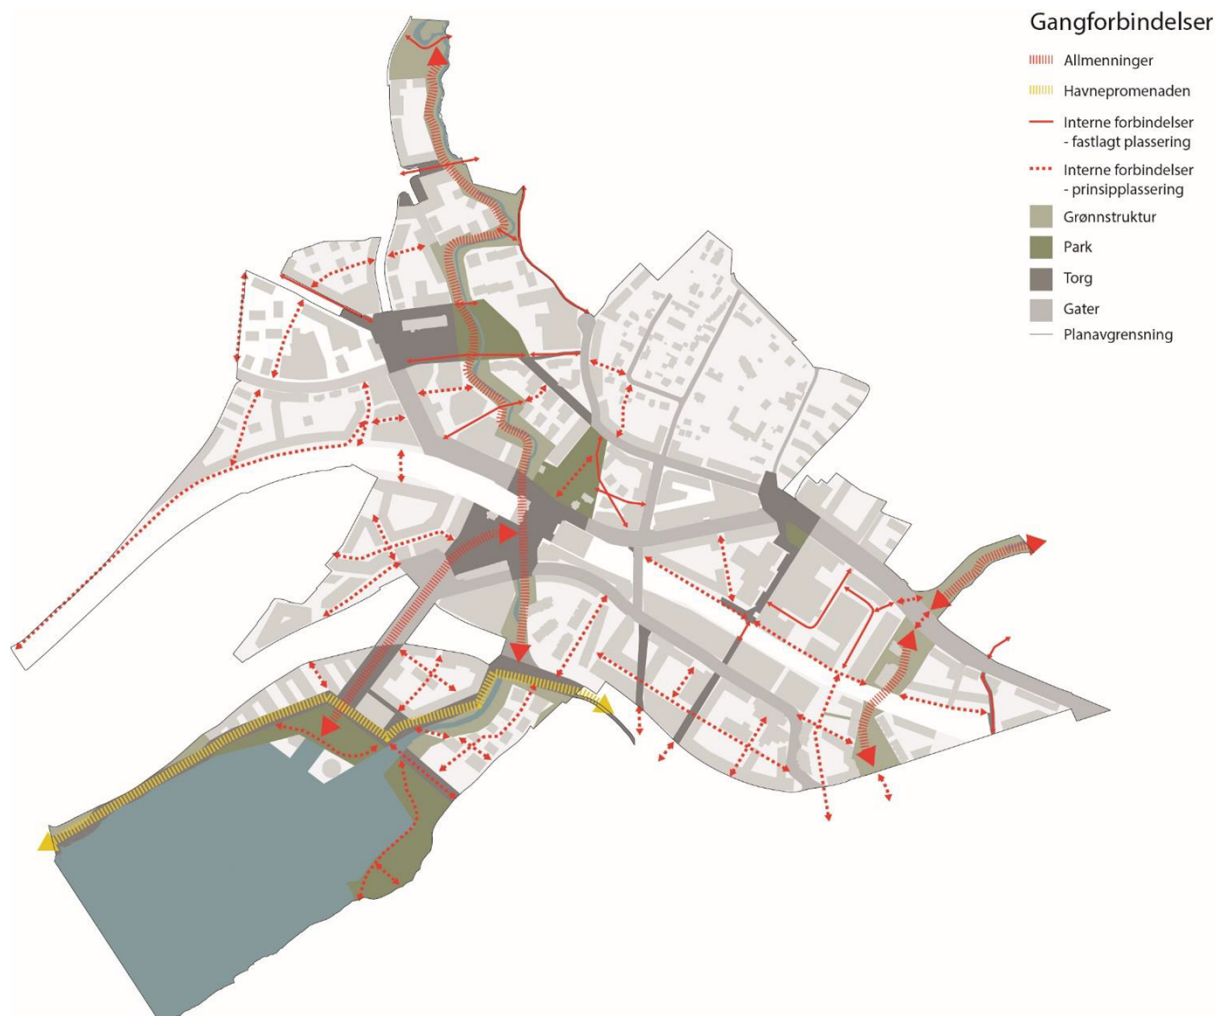 Gangforbindelser
Allmenninger
Havnepromenaden
Interne forbindelser
- fastlagt plassering
Interne forbindelser
- prinsipplassering
Grønnstruktur
Park
Torg
Gater
Planavgrensning